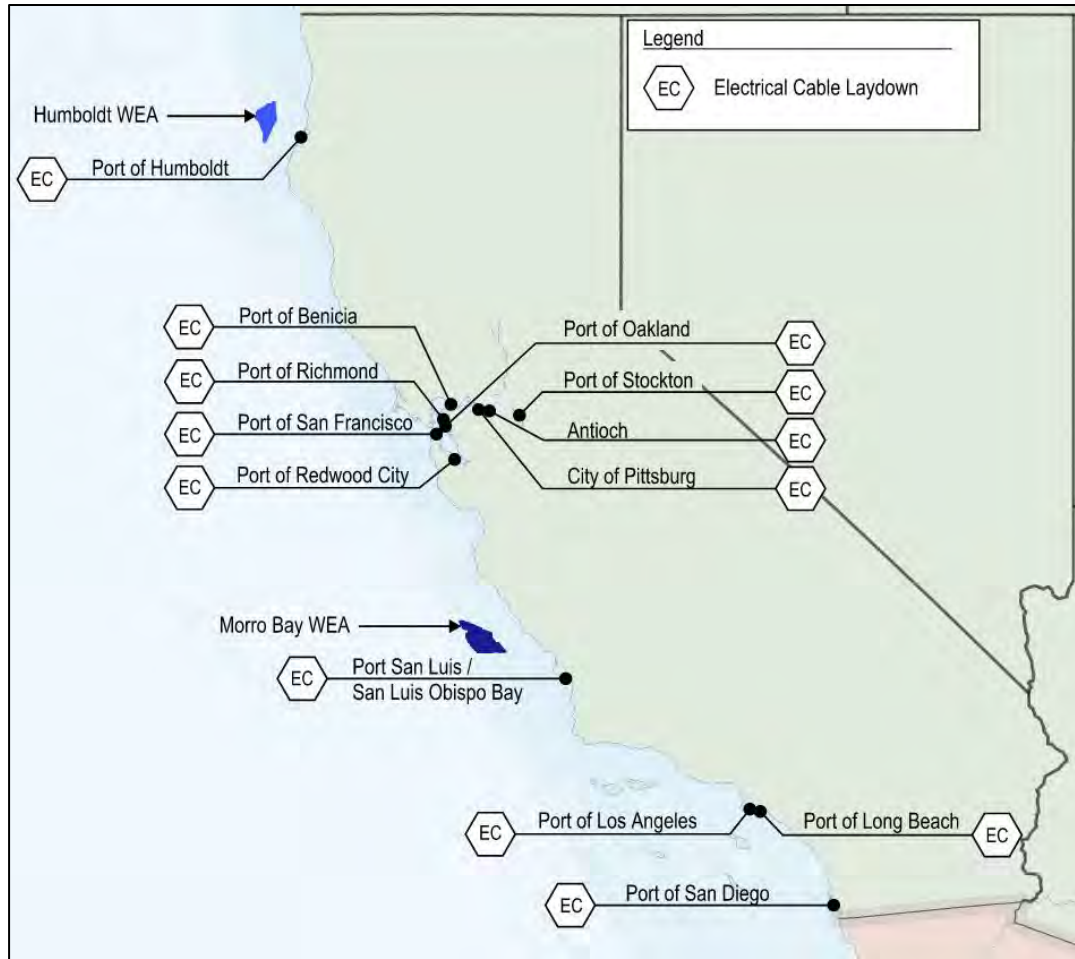 Legend
EC Electrical Cable Laydown
Humboldt WEA
Port of Humboldt
EC
Port of Benicia
EC
Port of Richmond
EC
Port of San Francisco
EC
Port of Redwood City
EC
Port of Oakland
EC
Port of Stockton
EC
Antioch
EC
City of Pittsburg
EC
Morro Bay WEA
Port San Luis /
San Luis Obispo Bay
EC
Port of Los Angeles
EC
Port of Long Beach
EC
Port of San Diego
EC